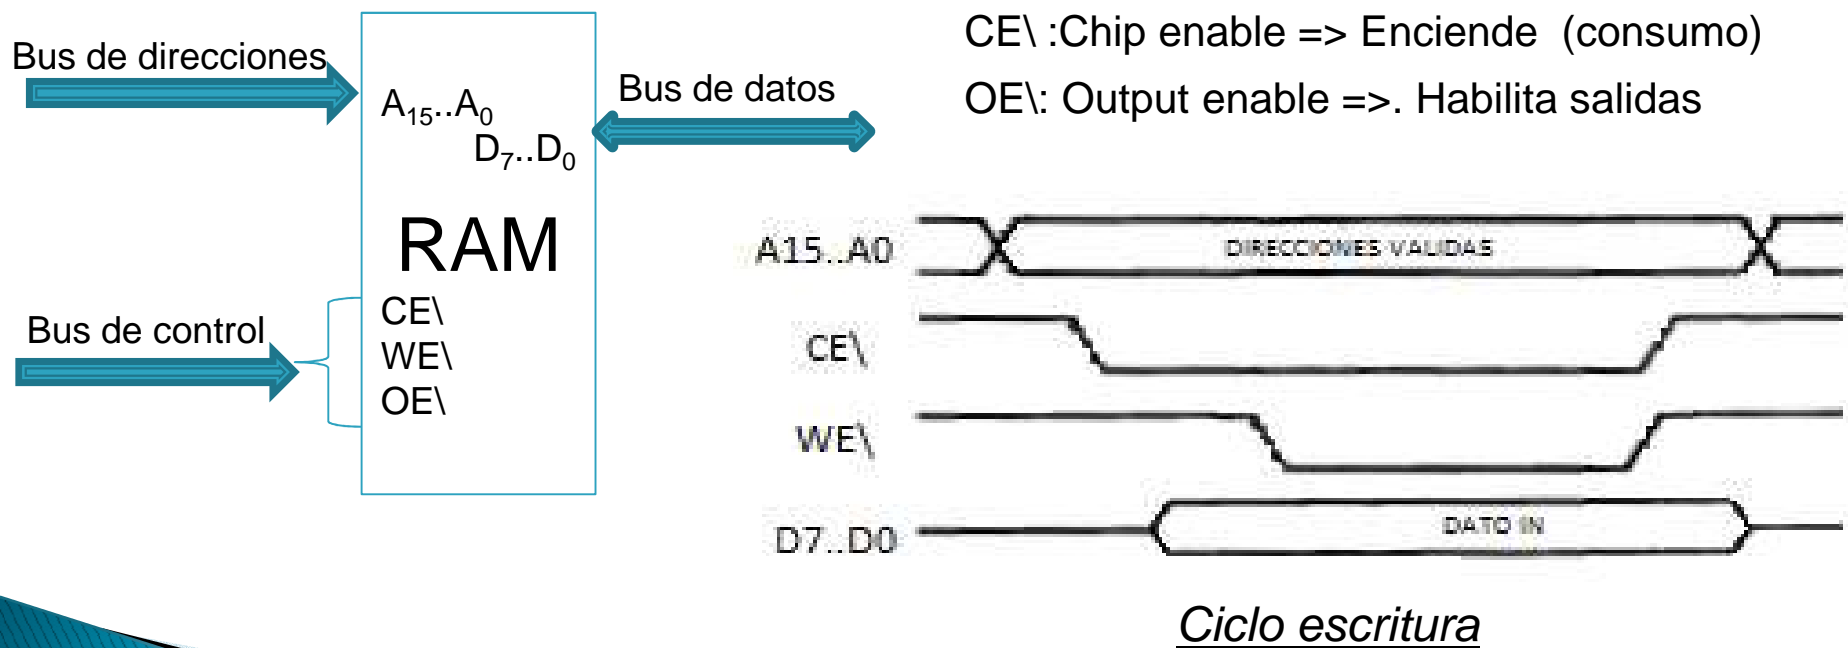 Bus de direcciones
A15..A0
D7..D0
Bus de datos
RAM
Bus de control
CE\
WE\
OE\
CE\ :Chip enable => Enciende (consumo)
OE\: Output enable =>. Habilita salidas
A15..A0
DIRECCIONES VALIDAS
CE\
WE\
D7..D0
DATO IN
Ciclo escritura